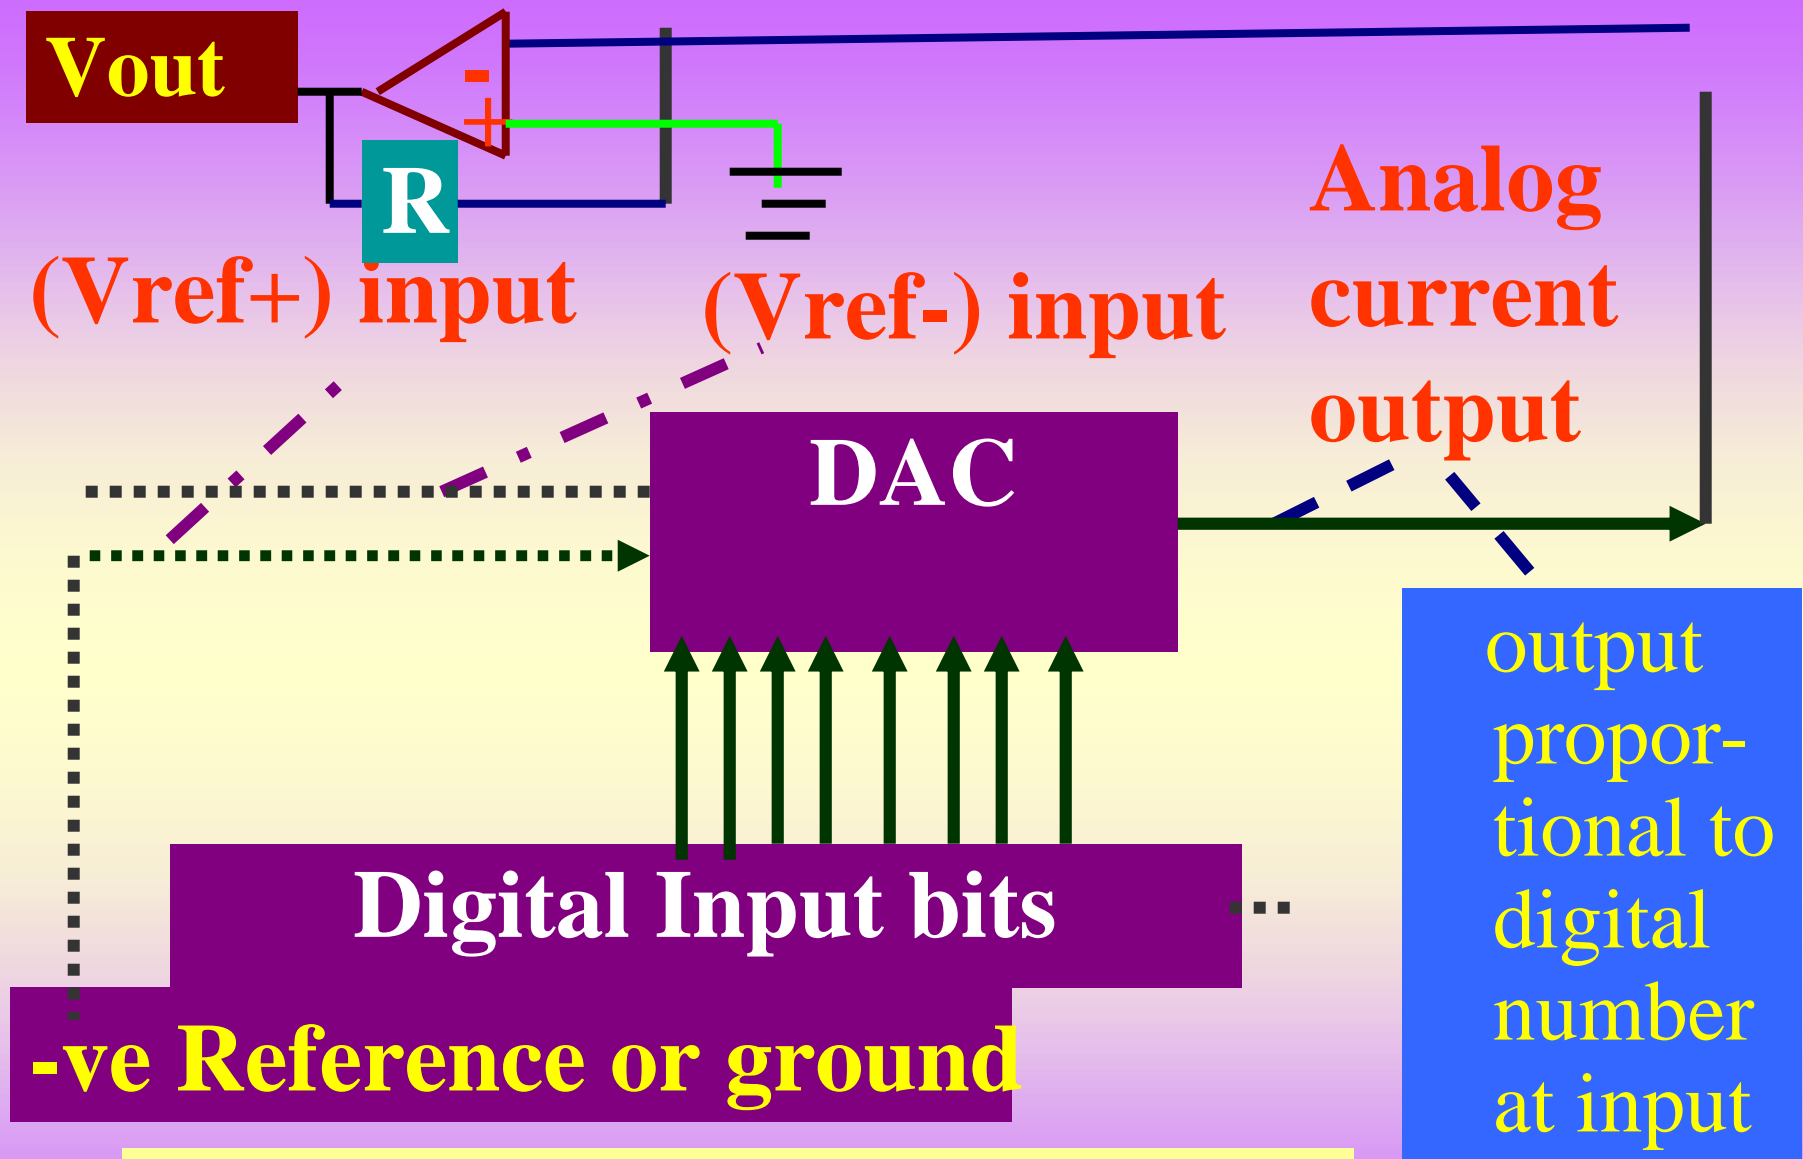 Vout
-
+
R
(Vref+) input
(Vref-) input
Analog
current
output
DAC
Digital Input bits
-ve Reference or ground
output
propor-
tional to
digital
number
at input